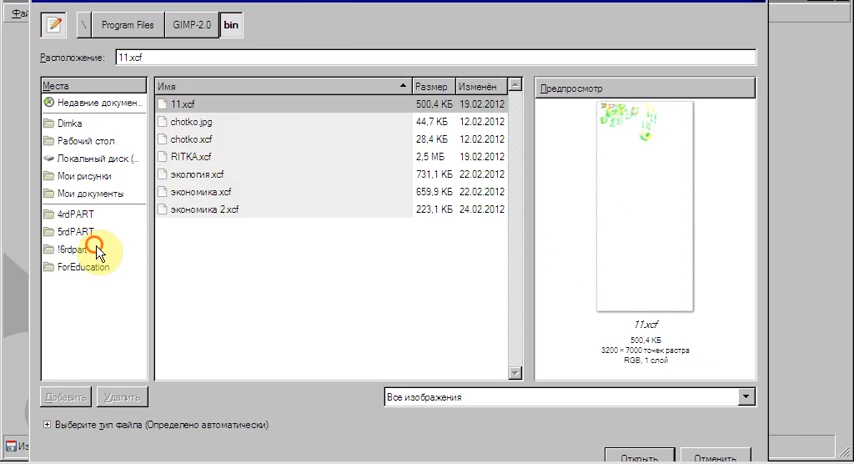 Фай
\ Program Files GIMP-2.0 bin
Расположение: 11.xcf
Места
Недавние докумен...
Dimka
Рабочий стол
Локальный диск (...
Мои рисунки
Мои документы
4rdPART
5rdPART
!6rdpart
ForEducation
Имя Размер Изменён
11.xcf 500,4 КБ 19.02.2012
chotko.jpg 44,7 КБ 12.02.2012
chotko.xcf 28,4 КБ 12.02.2012
RITKA.xcf 2,5 МБ 19.02.2012
экология.xcf 731,1 КБ 22.02.2012
экономика.xcf 659,9 КБ 22.02.2012
экономика 2.xcf 223,1 КБ 24.02.2012
Предпросмотр
11.xcf
500,4 КБ
3200 × 7000 точек растра
RGB, 1 слой
Добавить Удалить
Все изображения
Выберите тип файла (Определено автоматически)
Из
Открыть Отменить